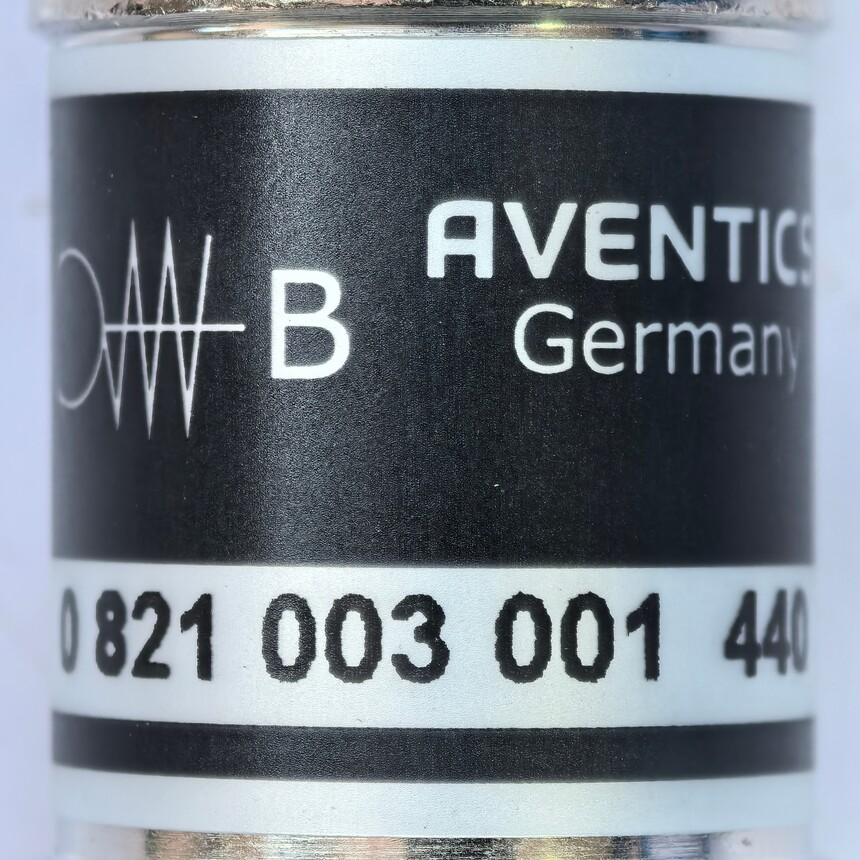 AVENTICS
B
Germany
0 821 003 001 440